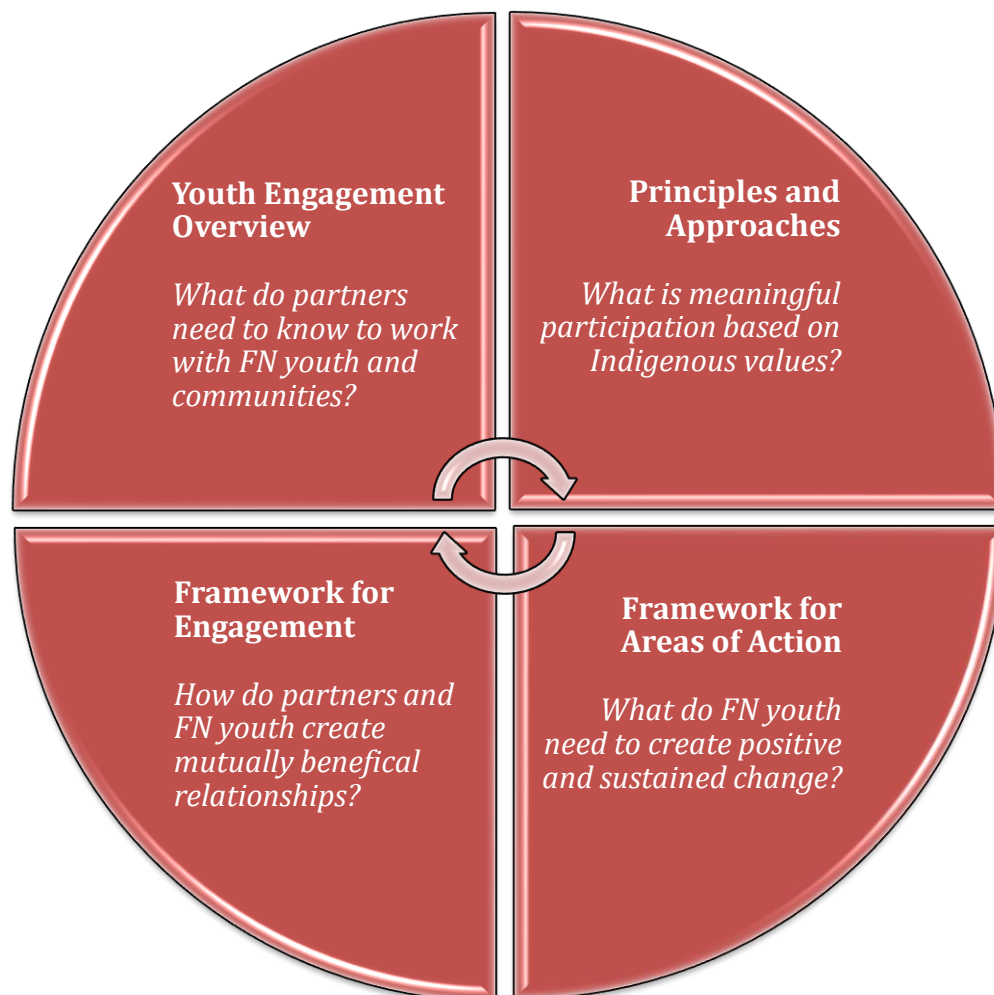 Youth Engagement
Overview
What do partners
need to know to work
with FN youth and
communities?
Principles and
Approaches
What is meaningful
participation based on
Indigenous values?
Framework for
Engagement
How do partners and
FN youth create
mutually benefical
relationships?
Framework for
Areas of Action
What do FN youth
need to create positive
and sustained change?